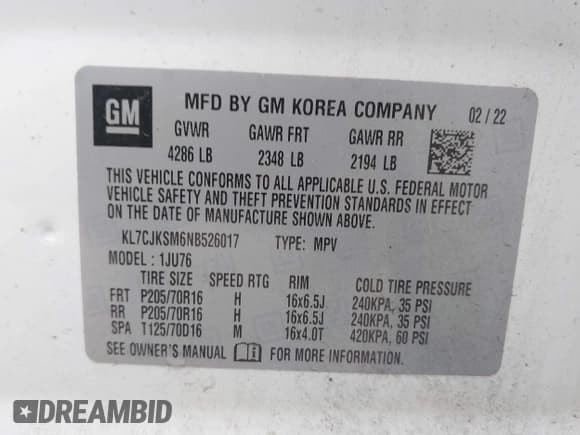 GM
MFD BY GM KOREA COMPANY 02 / 22
GVWR GAWR FRT GAWR RR
4286 LB 2348 LB 2194 LB
THIS VEHICLE CONFORMS TO ALL APPLICABLE U.S. FEDERAL MOTOR
VEHICLE SAFETY AND THEFT PREVENTION STANDARDS IN EFFECT
ON THE DATE OF MANUFACTURE SHOWN ABOVE.
KL7CJKSM6NB526017 TYPE: MPV
MODEL : 1JU76
TIRE SIZE SPEED RTG RIM COLD TIRE PRESSURE
FRT P205/70R16 H 16x6.5J 240KPA, 35 PSI
RR P205/70R16 H 16x6.5J 240KPA, 35 PSI
SPA T125/70D16 M 16x4.0T 420KPA, 60 PSI
SEE OWNER'S MANUAL FOR MORE INFORMATION.
DREAMBID